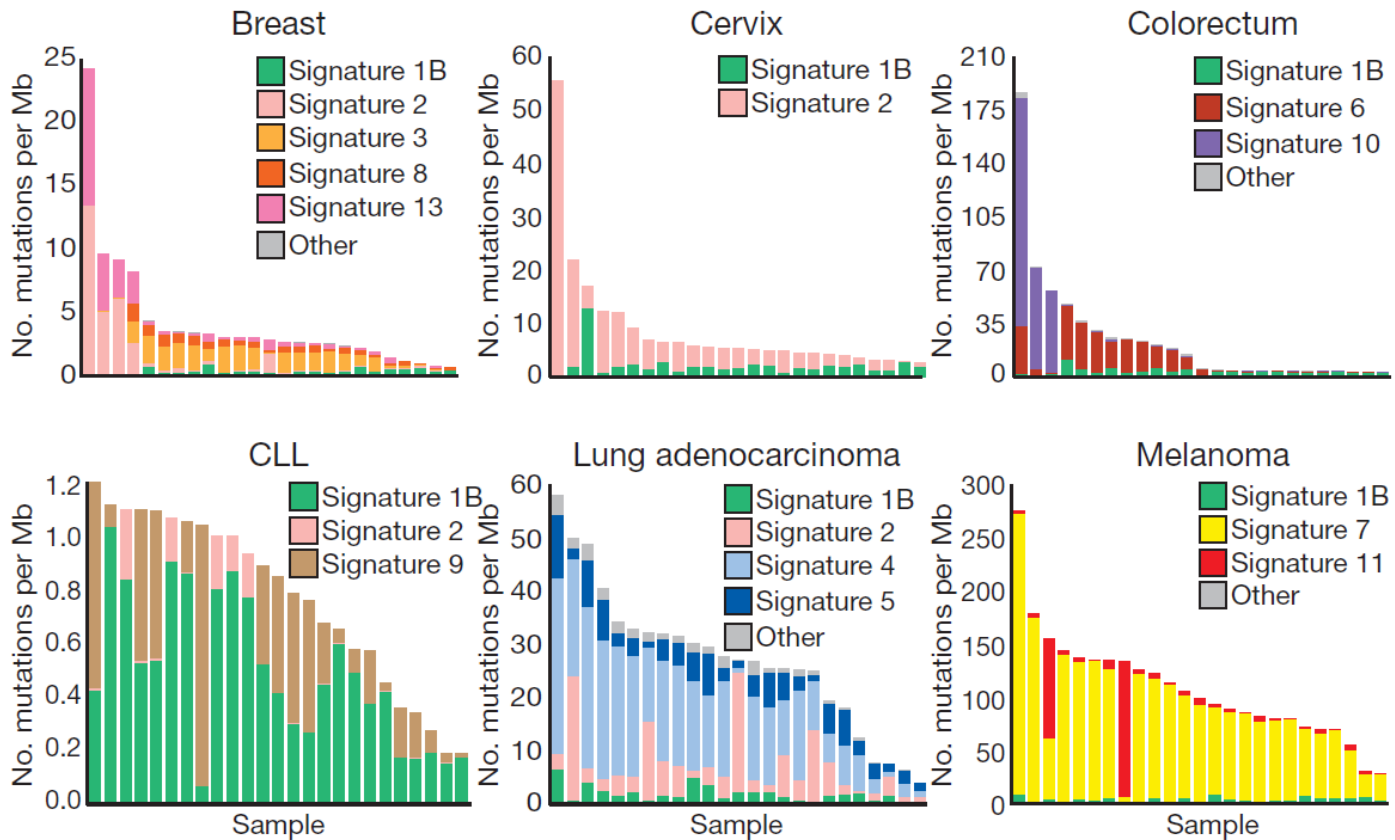 Breast
No. mutations per Mb
25
20
15
10
5
0
Signature 1B
Signature 2
Signature 3
Signature 8
Signature 13
Other
Cervix
No. mutations per Mb
60
50
40
30
20
10
0
Signature 1B
Signature 2
Colorectum
No. mutations per Mb
210
175
140
105
70
35
0
Signature 1B
Signature 6
Signature 10
Other
CLL
No. mutations per Mb
1.2
1.0
0.8
0.6
0.4
0.2
0.0
Signature 1B
Signature 2
Signature 9
Sample
Lung adenocarcinoma
No. mutations per Mb
60
50
40
30
20
10
0
Signature 1B
Signature 2
Signature 4
Signature 5
Other
Sample
Melanoma
No. mutations per Mb
300
250
200
150
100
50
0
Signature 1B
Signature 7
Signature 11
Other
Sample